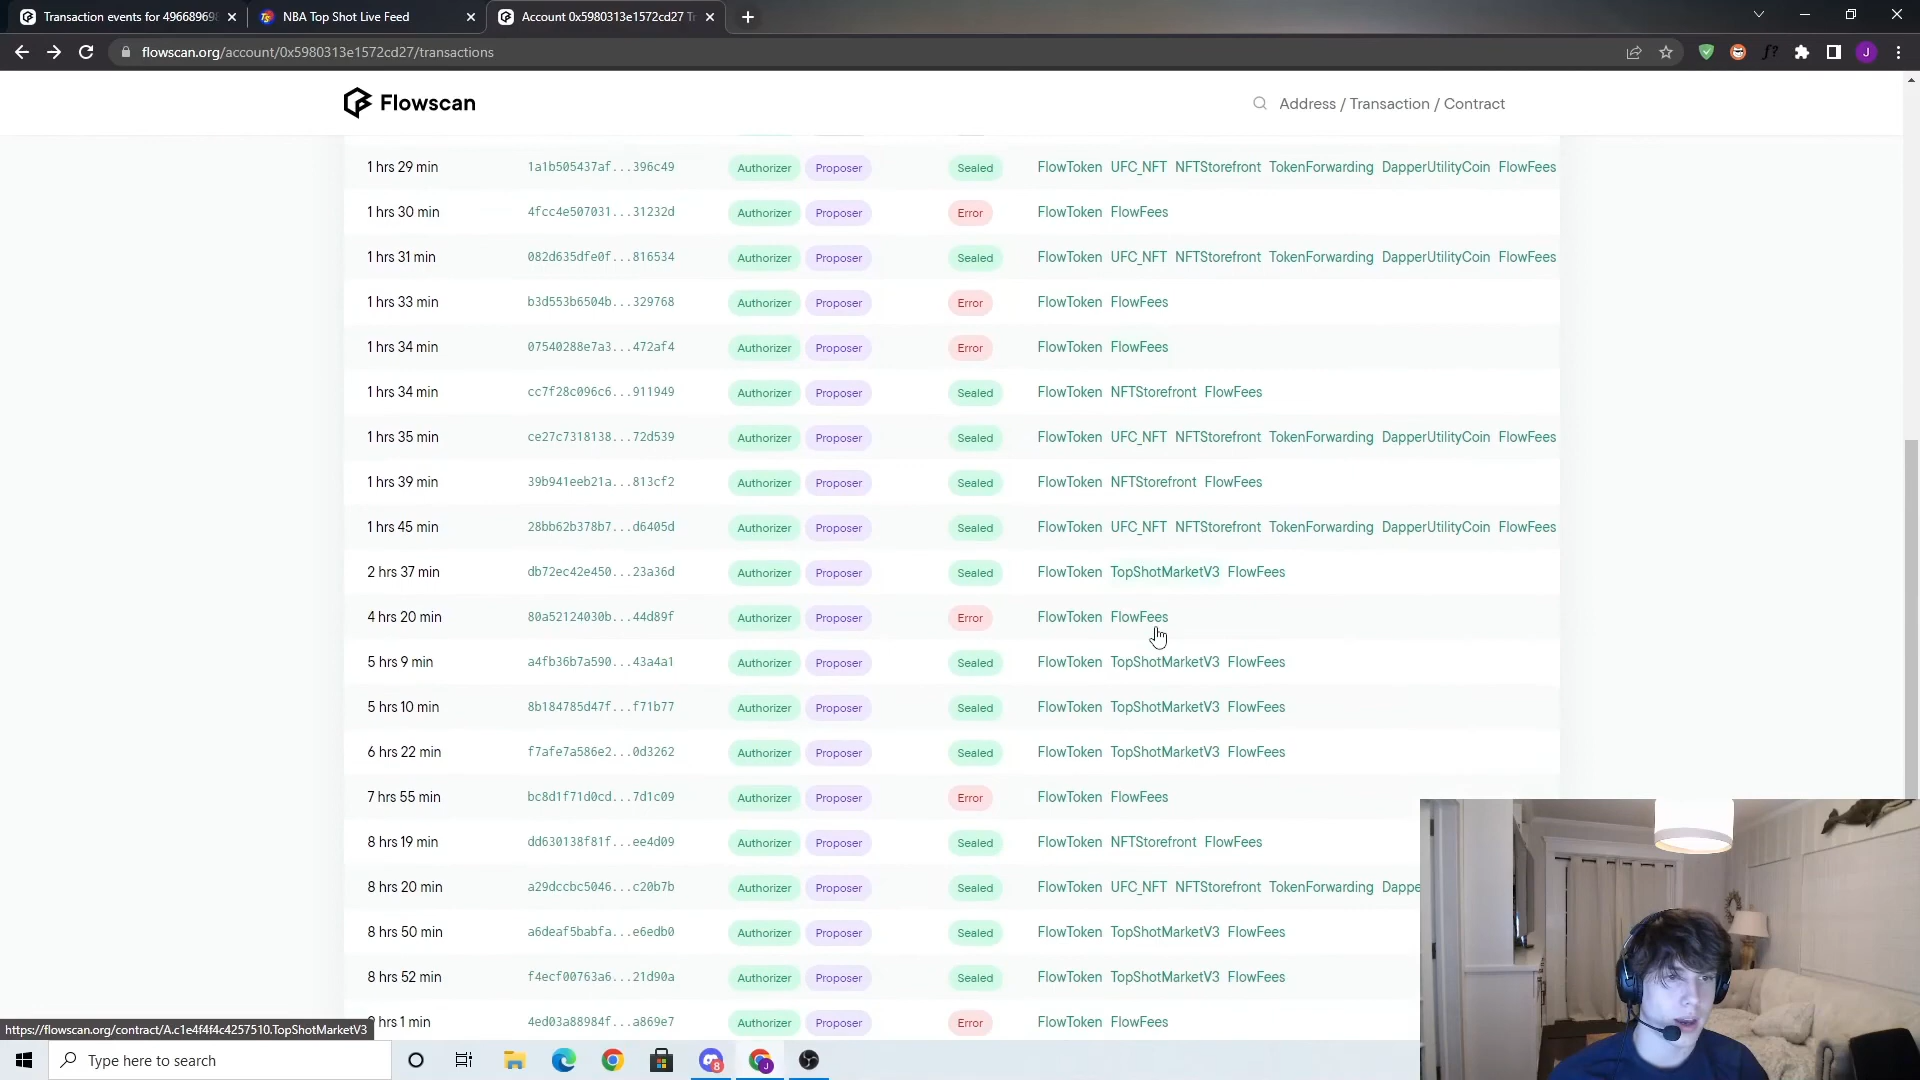 Transaction events for 49668969
NBA Top Shot Live Feed
Account 0x5980313e1572cd27 Tr
flowscan.org/account/0x5980313e1572cd27/transactions
J
Flowscan
Address / Transaction / Contract
1 hrs 29 min 1a1b505437af...396c49 Authorizer Proposer Sealed FlowToken UFC_NFT NFTStorefront TokenForwarding DapperUtilityCoin FlowFees
1 hrs 30 min 4fcc4e507031...31232d Authorizer Proposer Error FlowToken FlowFees
1 hrs 31 min 082d635dfe0f...816534 Authorizer Proposer Sealed FlowToken UFC_NFT NFTStorefront TokenForwarding DapperUtilityCoin FlowFees
1 hrs 33 min b3d553b6504b...329768 Authorizer Proposer Error FlowToken FlowFees
1 hrs 34 min 07540288e7a3...472af4 Authorizer Proposer Error FlowToken FlowFees
1 hrs 34 min cc7f28c096c6...911949 Authorizer Proposer Sealed FlowToken NFTStorefront FlowFees
1 hrs 35 min ce27c7318138...72d539 Authorizer Proposer Sealed FlowToken UFC_NFT NFTStorefront TokenForwarding DapperUtilityCoin FlowFees
1 hrs 39 min 39b941eeb21a...813cf2 Authorizer Proposer Sealed FlowToken NFTStorefront FlowFees
1 hrs 45 min 28bb62b378b7...d6405d Authorizer Proposer Sealed FlowToken UFC_NFT NFTStorefront TokenForwarding DapperUtilityCoin FlowFees
2 hrs 37 min db72ec42e450...23a36d Authorizer Proposer Sealed FlowToken TopShotMarketV3 FlowFees
4 hrs 20 min 80a52124030b...44d89f Authorizer Proposer Error FlowToken FlowFees
5 hrs 9 min a4fb36b7a590...43a4a1 Authorizer Proposer Sealed FlowToken TopShotMarketV3 FlowFees
5 hrs 10 min 8b184785d47f...f71b77 Authorizer Proposer Sealed FlowToken TopShotMarketV3 FlowFees
6 hrs 22 min f7afe7a586e2...0d3262 Authorizer Proposer Sealed FlowToken TopShotMarketV3 FlowFees
7 hrs 55 min bc8d1f71d0cd...7d1c09 Authorizer Proposer Error FlowToken FlowFees
8 hrs 19 min dd630138f81f...ee4d09 Authorizer Proposer Sealed FlowToken NFTStorefront FlowFees
8 hrs 20 min a29dccbc5046...c20b7b Authorizer Proposer Sealed FlowToken UFC_NFT NFTStorefront TokenForwarding Dappe
8 hrs 50 min a6deaf5babfa...e6edb0 Authorizer Proposer Sealed FlowToken TopShotMarketV3 FlowFees
8 hrs 52 min f4ecf00763a6...21d90a Authorizer Proposer Sealed FlowToken TopShotMarketV3 FlowFees
hrs 1 min 4ed03a88984f...a869e7 Authorizer Proposer Error FlowToken FlowFees
https://flowscan.org/contract/A.c1e4f4f4c4257510.TopShotMarketV3
Type here to search
8